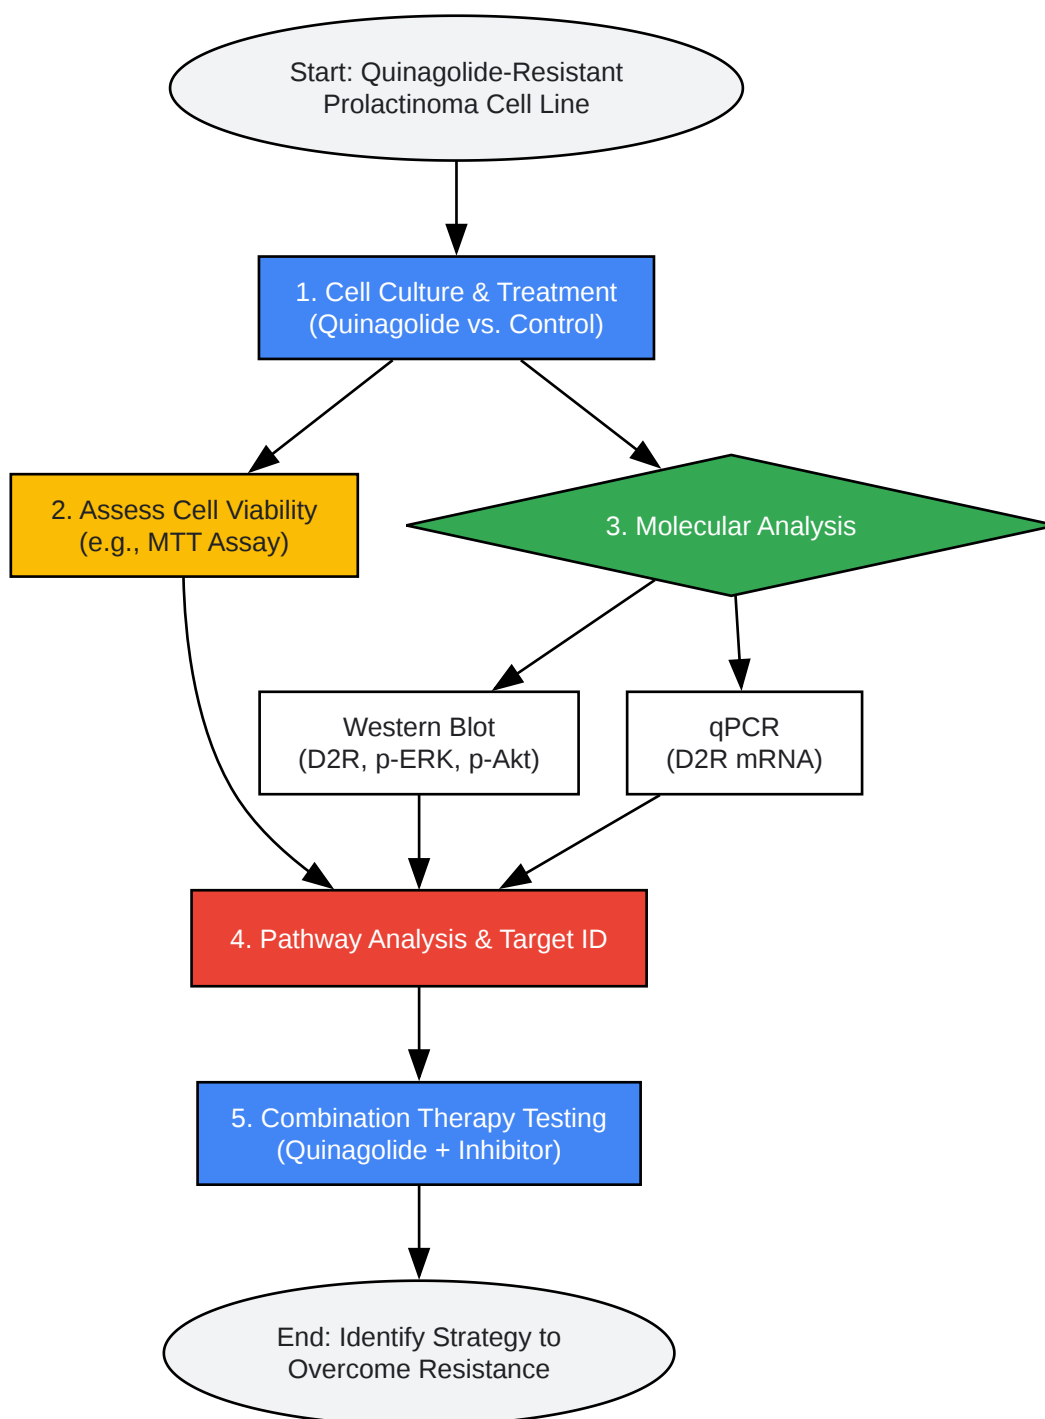 Start: Quinagolide-Resistant
Prolactinoma Cell Line
1. Cell Culture & Treatment
(Quinagolide vs. Control)
2. Assess Cell Viability
(e.g., MTT Assay)
3. Molecular Analysis
Western Blot
(D2R, p-ERK, p-Akt)
qPCR
(D2R mRNA)
4. Pathway Analysis & Target ID
5. Combination Therapy Testing
(Quinagolide + Inhibitor)
End: Identify Strategy to
Overcome Resistance